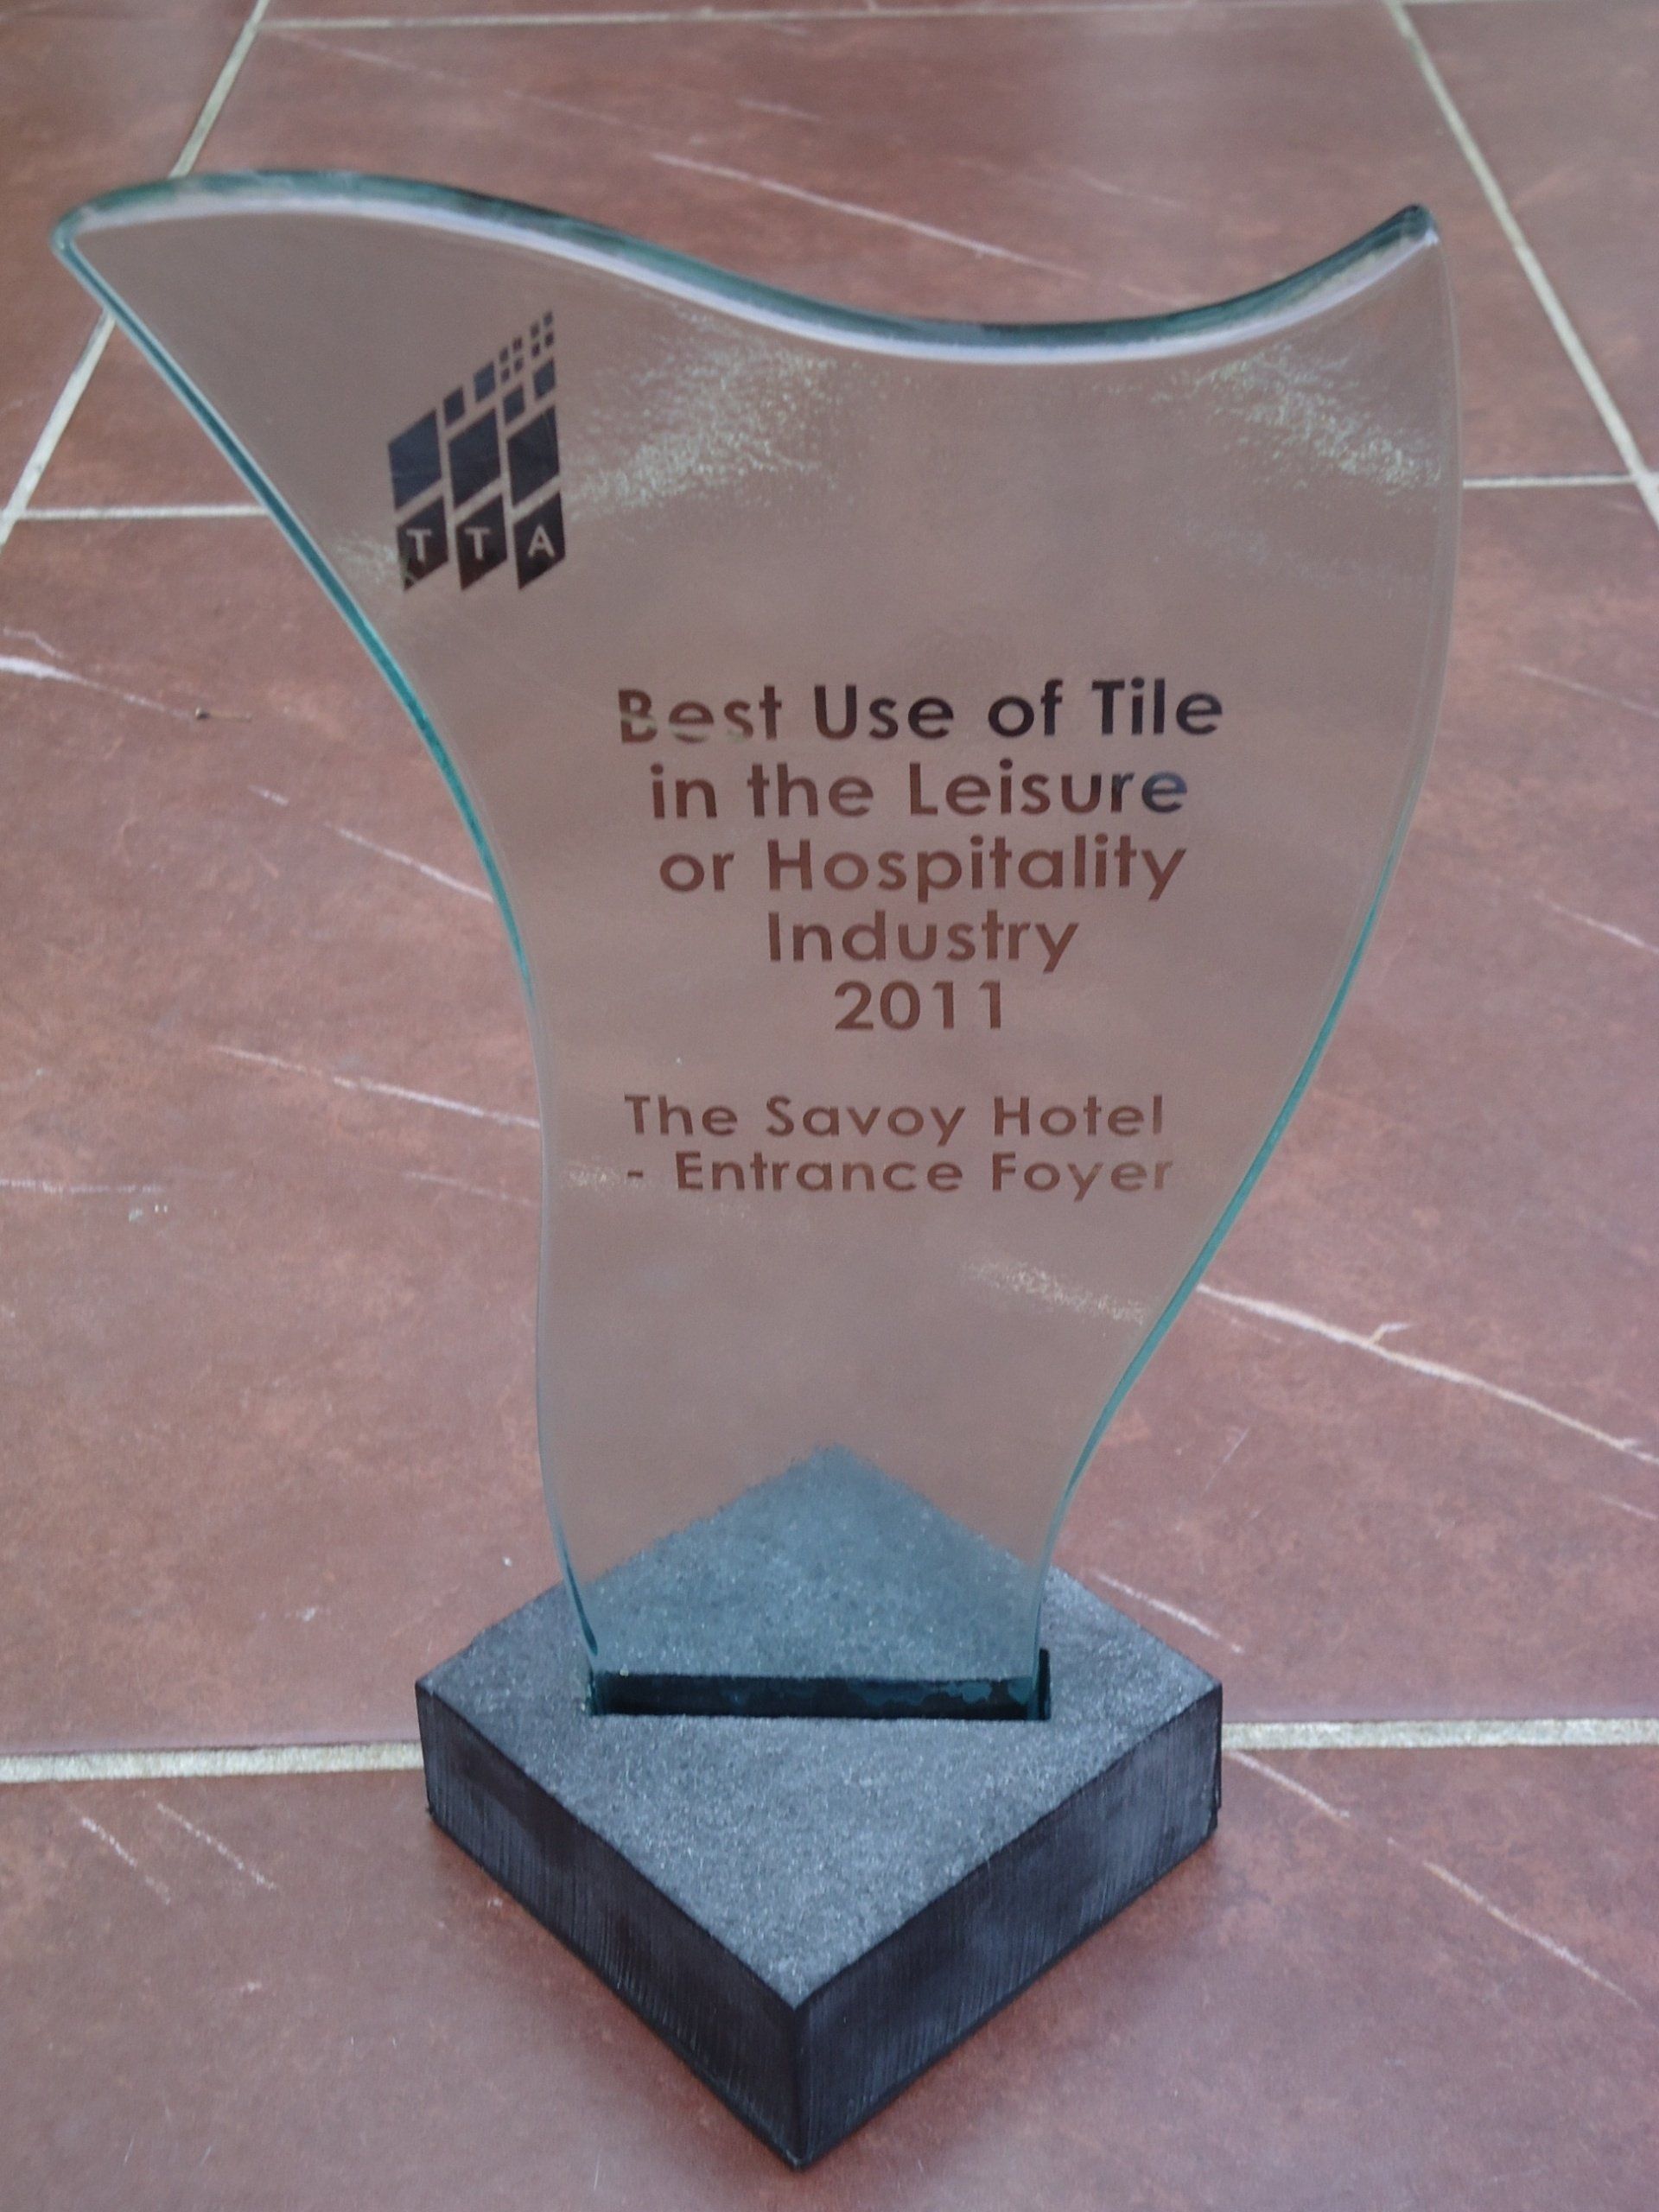 TTA
Best Use of Tile
in the Leisure
or Hospitality
Industry
2011
The Savoy Hotel
- Entrance Foyer